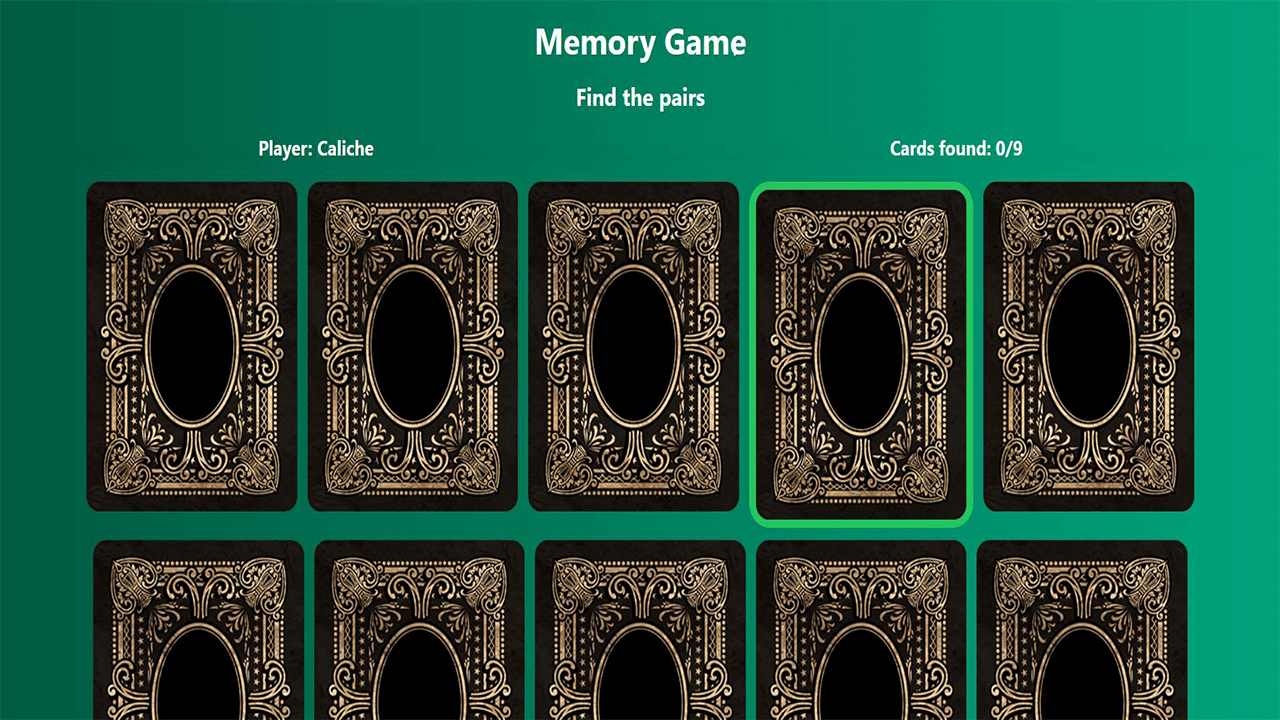 Memory Game
Find the pairs
Player: Caliche
Cards found: 0/9